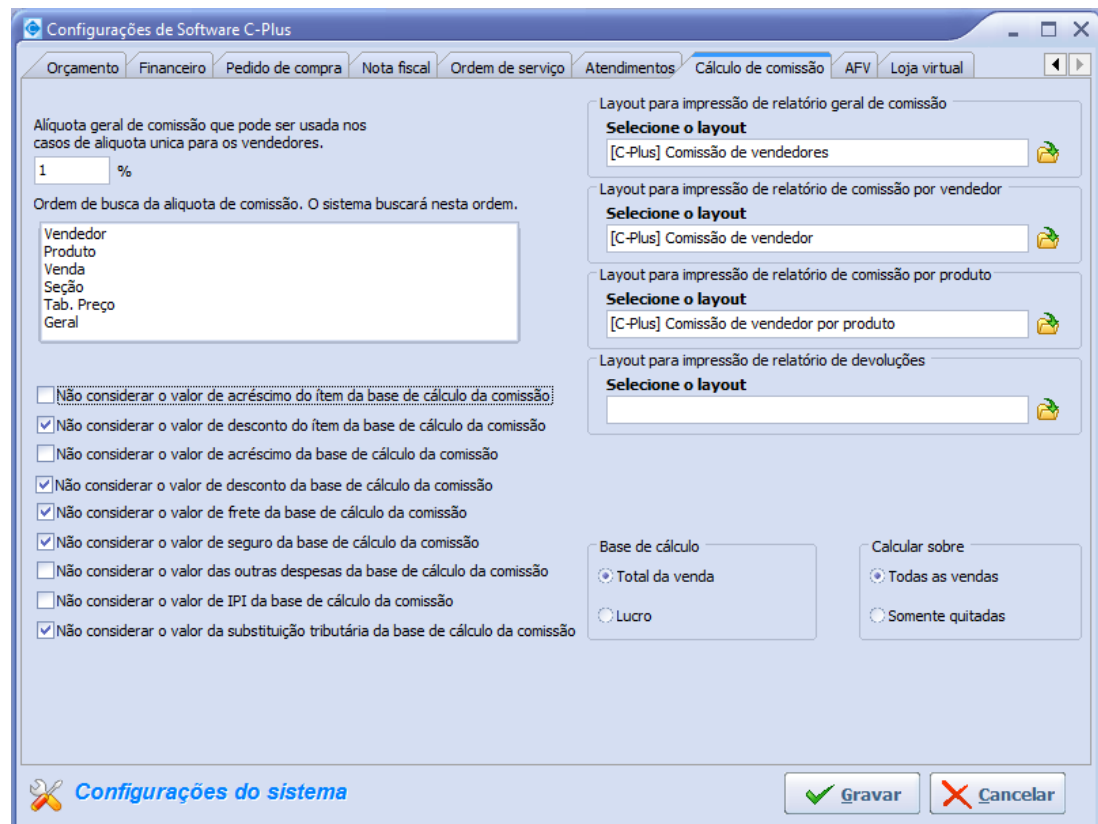 Configurações de Software C-Plus
Orçamento Financeiro Pedido de compra Nota fiscal Ordem de serviço Atendimentos Cálculo de comissão AFV Loja virtual
Alíquota geral de comissão que pode ser usada nos
casos de aliquota unica para os vendedores.
1 %
Ordem de busca da aliquota de comissão. O sistema buscará nesta ordem.
Vendedor
Produto
Venda
Seção
Tab. Preço
Geral
Não considerar o valor de acréscimo do ítem da base de cálculo da comissão
Não considerar o valor de desconto do ítem da base de cálculo da comissão
Não considerar o valor de acréscimo da base de cálculo da comissão
Não considerar o valor de desconto da base de cálculo da comissão
Não considerar o valor de frete da base de cálculo da comissão
Não considerar o valor de seguro da base de cálculo da comissão
Não considerar o valor das outras despesas da base de cálculo da comissão
Não considerar o valor de IPI da base de cálculo da comissão
Não considerar o valor da substituição tributária da base de cálculo da comissão
Layout para impressão de relatório geral de comissão
Selecione o layout
[C-Plus] Comissão de vendedores
Layout para impressão de relatório de comissão por vendedor
Selecione o layout
[C-Plus] Comissão de vendedor
Layout para impressão de relatório de comissão por produto
Selecione o layout
[C-Plus] Comissão de vendedor por produto
Layout para impressão de relatório de devoluções
Selecione o layout
Base de cálculo
Total da venda
Lucro
Calcular sobre
Todas as vendas
Somente quitadas
Configurações do sistema
Gravar
Cancelar